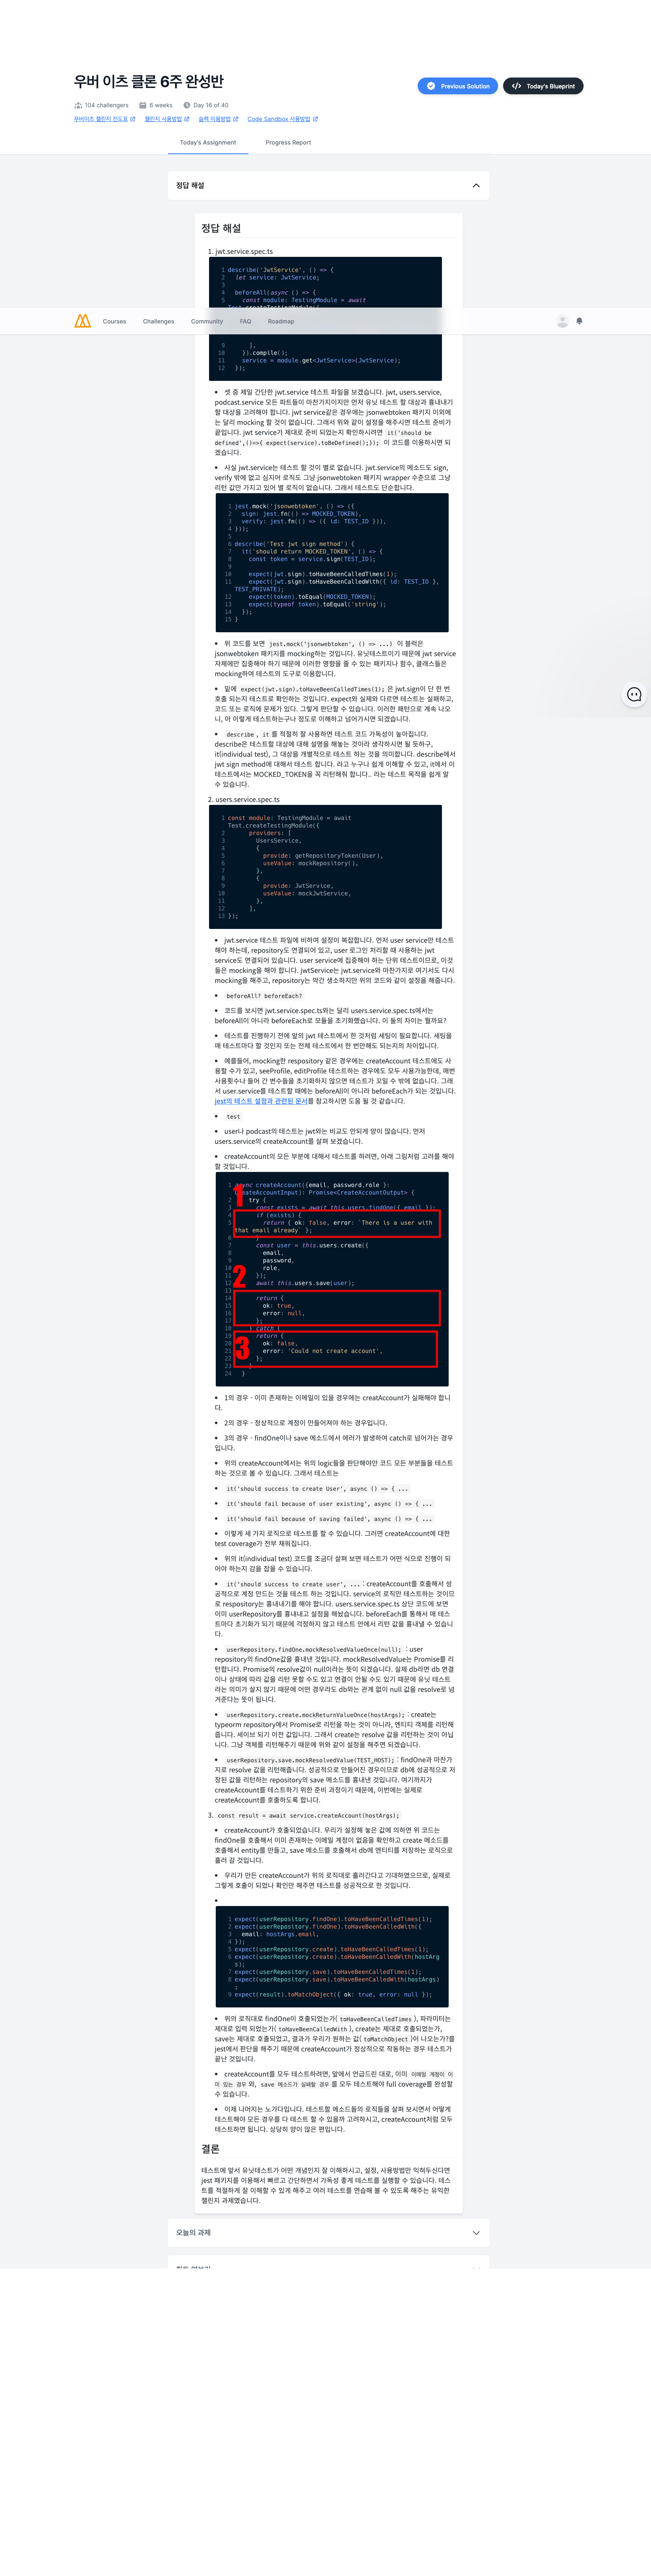 우버 이츠 클론 6주 완성반
Previous Solution
Today's Blueprint
104 challengers
6 weeks
Day 16 of 40
우버이츠 챌린지 진도표
챌린지 사용방법
슬랙 이용방법
Code Sandbox 사용방법
Today's Assignment
Progress Report
정답 해설
정답 해설
1. jwt.service.spec.ts
1 describe('JwtService', () => {
2 let service: JwtService;
3
4 beforeAll(async () => {
5 const module: TestingModule = await
Courses
Challenges
Community
FAQ
Roadmap
9 ],
10 }).compile();
11 service = module.get<JwtService>(JwtService);
12 });
• 셋 중 제일 간단한 jwt.service 테스트 파일을 보겠습니다. jwt, users.service,
podcast.service 모든 파트들이 마찬가지이지만 먼저 유닛 테스트 할 대상과 흉내내기
할 대상을 고려해야 합니다. jwt service같은 경우에는 jsonwebtoken 패키지 이외에
는 달리 mocking 할 것이 없습니다. 그래서 위와 같이 설정을 해주시면 테스트 준비가
끝입니다. jwt service가 제대로 준비 되었는지 확인하시려면 it('should be
defined',()=>{ expect(service).toBeDefined();}); 이 코드를 이용하시면 되
겠습니다.
• 사실 jwt.service는 테스트 할 것이 별로 없습니다. jwt.service의 메소드도 sign,
verify 밖에 없고 심지어 로직도 그냥 jsonwebtoken 패키지 wrapper 수준으로 그냥
리턴 값만 가지고 있어 별 로직이 없습니다. 그래서 테스트도 단순합니다.
1 jest.mock('jsonwebtoken', () => ({
2 sign: jest.fn(() => MOCKED_TOKEN),
3 verify: jest.fn(() => ({ id: TEST_ID })),
4 }));
5
6 describe('Test jwt sign method') {
7 it('should return MOCKED_TOKEN', () => {
8 const token = service.sign(TEST_ID);
9
10 expect(jwt.sign).toHaveBeenCalledTimes(1);
11 expect(jwt.sign).toHaveBeenCalledWith({ id: TEST_ID },
TEST_PRIVATE);
12 expect(token).toEqual(MOCKED_TOKEN);
13 expect(typeof token).toEqual('string');
14 });
15 }
• 위 코드를 보면 jest.mock('jsonwebtoken', () => ...) 이 블럭은
jsonwebtoken 패키지를 mocking하는 것입니다. 유닛테스트이기 때문에 jwt service
자체에만 집중해야 하기 때문에 이러한 영향을 줄 수 있는 패키지나 함수, 클래스들은
mocking하여 테스트의 도구로 이용합니다.
• 밑에 expect(jwt.sign).toHaveBeenCalledTimes(1); 은 jwt.sign이 단 한 번
호출 되는지 테스트로 확인하는 것입니다. expect와 실제와 다르면 테스트는 실패하고,
코드 또는 로직에 문제가 있다. 그렇게 판단할 수 있습니다. 이러한 패턴으로 계속 나오
니, 아 이렇게 테스트하는구나 정도로 이해하고 넘어가시면 되겠습니다.
• describe, it 를 적절히 잘 사용하면 테스트 코드 가독성이 높아집니다.
describe은 테스트할 대상에 대해 설명을 해놓는 것이라 생각하시면 될 듯하구,
it(individual test), 그 대상을 개별적으로 테스트 하는 것을 의미합니다. describe에서
jwt sign method에 대해서 테스트 합니다. 라고 누구나 쉽게 이해할 수 있고, it에서 이
테스트에서는 MOCKED_TOKEN을 꼭 리턴해줘 합니다.. 라는 테스트 목적을 쉽게 알
수 있습니다.
2. users.service.spec.ts
1 const module: TestingModule = await
Test.createTestingModule({
2 providers: [
3 UsersService,
4 {
5 provide: getRepositoryToken(User),
6 useValue: mockRepository(),
7 },
8 {
9 provide: JwtService,
10 useValue: mockJwtService,
11 },
12 ],
13 });
• jwt.service 테스트 파일에 비하여 설정이 복잡합니다. 먼저 user service만 테스트
해야 하는데, repository도 연결되어 있고, user 로그인 처리할 때 사용하는 jwt
service도 연결되어 있습니다. user service에 집중해야 하는 단위 테스트이므로, 이것
들은 mocking을 해야 합니다. jwtService는 jwt.service와 마찬가지로 여기서도 다시
mocking을 해주고, repository는 약간 생소하지만 위의 코드와 같이 설정을 해줍니다.
• beforeAll? beforeEach?
• 코드를 보시면 jwt.service.spec.ts와는 달리 users.service.spec.ts에서는
beforeAll이 아니라 beforeEach로 모듈을 초기화했습니다. 이 둘의 차이는 뭘까요?
• 테스트를 진행하기 전에 앞의 jwt 테스트에서 한 것처럼 세팅이 필요합니다. 세팅을
매 테스트마다 할 것인지 또는 전체 테스트에서 한 번만해도 되는지의 차이입니다.
• 예를들어, mocking한 respository 같은 경우에는 createAccount 테스트에도 사
용할 수가 있고, seeProfile, editProfile 테스트하는 경우에도 모두 사용가능한데, 매번
사용횟수나 들어 간 변수들을 초기화하지 않으면 테스트가 꼬일 수 밖에 없습니다. 그래
서 user.service를 테스트할 때에는 beforeAll이 아니라 beforeEach가 되는 것입니다.
jest의 테스트 설정과 관련된 문서를 참고하시면 도움 될 것 같습니다.
• test
• user나 podcast의 테스트는 jwt와는 비교도 안되게 양이 많습니다. 먼저
users.service의 createAccount를 살펴 보겠습니다.
• createAccount의 모든 부분에 대해서 테스트를 하려면, 아래 그림처럼 고려를 해야
할 것입니다.
1 async createAccount({email, password,role }:
CreateAccountInput): Promise<CreateAccountOutput> {
2 try {
3 const exists = await this.users.findOne({ email });
4 if (exists) {
5 return { ok: false, error: `There is a user with
that email already` };
6 }
7 const user = this.users.create({
8 email,
9 password,
10 role,
11 });
12 await this.users.save(user);
13
14 return {
15 ok: true,
16 error: null,
17 };
18 } catch {
19 return {
20 ok: false,
21 error: 'Could not create account',
22 };
23 }
24 }
1
2
3
• 1의 경우 - 이미 존재하는 이메일이 있을 경우에는 creatAccount가 실패해야 합니
다.
• 2의 경우 - 정상적으로 계정이 만들어져야 하는 경우입니다.
• 3의 경우 - findOne이나 save 메소드에서 에러가 발생하여 catch로 넘어가는 경우
입니다.
• 위의 createAccount에서는 위의 logic들을 판단해야만 코드 모든 부분들을 테스트
하는 것으로 볼 수 있습니다. 그래서 테스트는
• it('should success to create User', async () => { ...
• it('should fail because of user existing', async () => { ...
• it('should fail because of saving failed', async () => { ...
• 이렇게 세 가지 로직으로 테스트를 할 수 있습니다. 그러면 createAccount에 대한
test coverage가 전부 채워집니다.
• 위의 it(individual test) 코드를 조금더 살펴 보면 테스트가 어떤 식으로 진행이 되
어야 하는지 감을 잡을 수 있습니다.
• it('should success to create user', ... : createAccount를 호출해서 성
공적으로 계정 만드는 것을 테스트 하는 것입니다. service의 로직만 테스트하는 것이므
로 respository는 흉내내기를 해야 합니다. users.service.spec.ts 상단 코드에 보면
이미 userRepository를 흉내내고 설정을 해놨습니다. beforeEach를 통해서 매 테스
트마다 초기화가 되기 때문에 걱정하지 않고 테스트 안에서 리턴 값을 흉내낼 수 있습니
다.
• userRepository.findOne.mockResolvedValueOnce(null); : user
repository의 findOne값을 흉내낸 것입니다. mockResolvedValue는 Promise를 리
턴합니다. Promise의 resolve값이 null이라는 뜻이 되겠습니다. 실제 db라면 db 연결
이나 상태에 따라 값을 리턴 못할 수도 있고 연결이 안될 수도 있기 때문에 유닛 테스트
라는 의미가 살지 않기 때문에 어떤 경우라도 db와는 관계 없이 null 값을 resolve로 넘
겨준다는 뜻이 됩니다.
• userRepository.create.mockReturnValueOnce(hostArgs); : create는
typeorm repository에서 Promise로 리턴을 하는 것이 아니라, 엔티티 객체를 리턴해
줍니다. 세이브 되기 이전 값입니다. 그래서 create는 resolve 값을 리턴하는 것이 아닙
니다. 그냥 객체를 리턴해주기 때문에 위와 같이 설정을 해주면 되겠습니다.
• userRepository.save.mockResolvedValue(TEST_HOST); : findOne과 마찬가
지로 resolve 값을 리턴해줍니다. 성공적으로 만들어진 경우이므로 db에 성공적으로 저
장된 값을 리턴하는 repository의 save 메소드를 흉내낸 것입니다. 여기까지가
createAccount를 테스트하기 위한 준비 과정이기 때문에, 이번에는 실제로
createAccount를 호출하도록 합니다.
3. const result = await service.createAccount(hostArgs);
• createAccount가 호출되었습니다. 우리가 설정해 놓은 값에 의하면 위 코드는
findOne을 호출해서 이미 존재하는 이메일 계정이 없음을 확인하고 create 메소드를
호출해서 entity를 만들고, save 메소드를 호출해서 db에 엔티티를 저장하는 로직으로
흘러 갈 것입니다.
• 우리가 만든 createAccount가 위의 로직대로 흘러간다고 기대하였으므로, 실제로
그렇게 호출이 되었나 확인만 해주면 테스트를 성공적으로 한 것입니다.
•
1 expect(userRepository.findOne).toHaveBeenCalledTimes(1);
2 expect(userRepository.findOne).toHaveBeenCalledWith({
3 email: hostArgs.email,
4 });
5 expect(userRepository.create).toHaveBeenCalledTimes(1);
6 expect(userRepository.create).toHaveBeenCalledWith(hostArg
s);
7 expect(userRepository.save).toHaveBeenCalledTimes(1);
8 expect(userRepository.save).toHaveBeenCalledWith(hostArgs)
;
9 expect(result).toMatchObject({ ok: true, error: null });
• 위의 로직대로 findOne이 호출되었는가( toHaveBeenCalledTimes ), 파라미터는
제대로 입력 되었는가( toHaveBeenCalledWith ), create는 제대로 호출되었는가,
save는 제대로 호출되었고, 결과가 우리가 원하는 값( toMatchObject )이 나오는가?를
jest에서 판단을 해주기 때문에 createAccount가 정상적으로 작동하는 경우 테스트가
끝난 것입니다.
• createAccount를 모두 테스트하려면, 앞에서 언급드린 대로, 이미 이메일 계정이 이
미 있는 경우 와, save 메소드가 실패할 경우 를 모두 테스트해야 full coverage를 완성할
수 있습니다.
• 이제 나머지는 노가다입니다. 테스트할 메소드들의 로직들을 살펴 보시면서 어떻게
테스트해야 모든 경우를 다 테스트 할 수 있을까 고려하시고, createAccount처럼 모두
테스트하면 됩니다. 상당히 양이 많은 편입니다.
결론
테스트에 앞서 유닛테스트가 어떤 개념인지 잘 이해하시고, 설정, 사용방법만 익혀두신다면
jest 패키지를 이용해서 빠르고 간단하면서 가독성 좋게 테스트를 실행할 수 있습니다. 테스
트를 적절하게 잘 이해할 수 있게 해주고 여러 테스트를 연습해 볼 수 있도록 해주는 유익한
챌린지 과제였습니다.
오늘의 과제